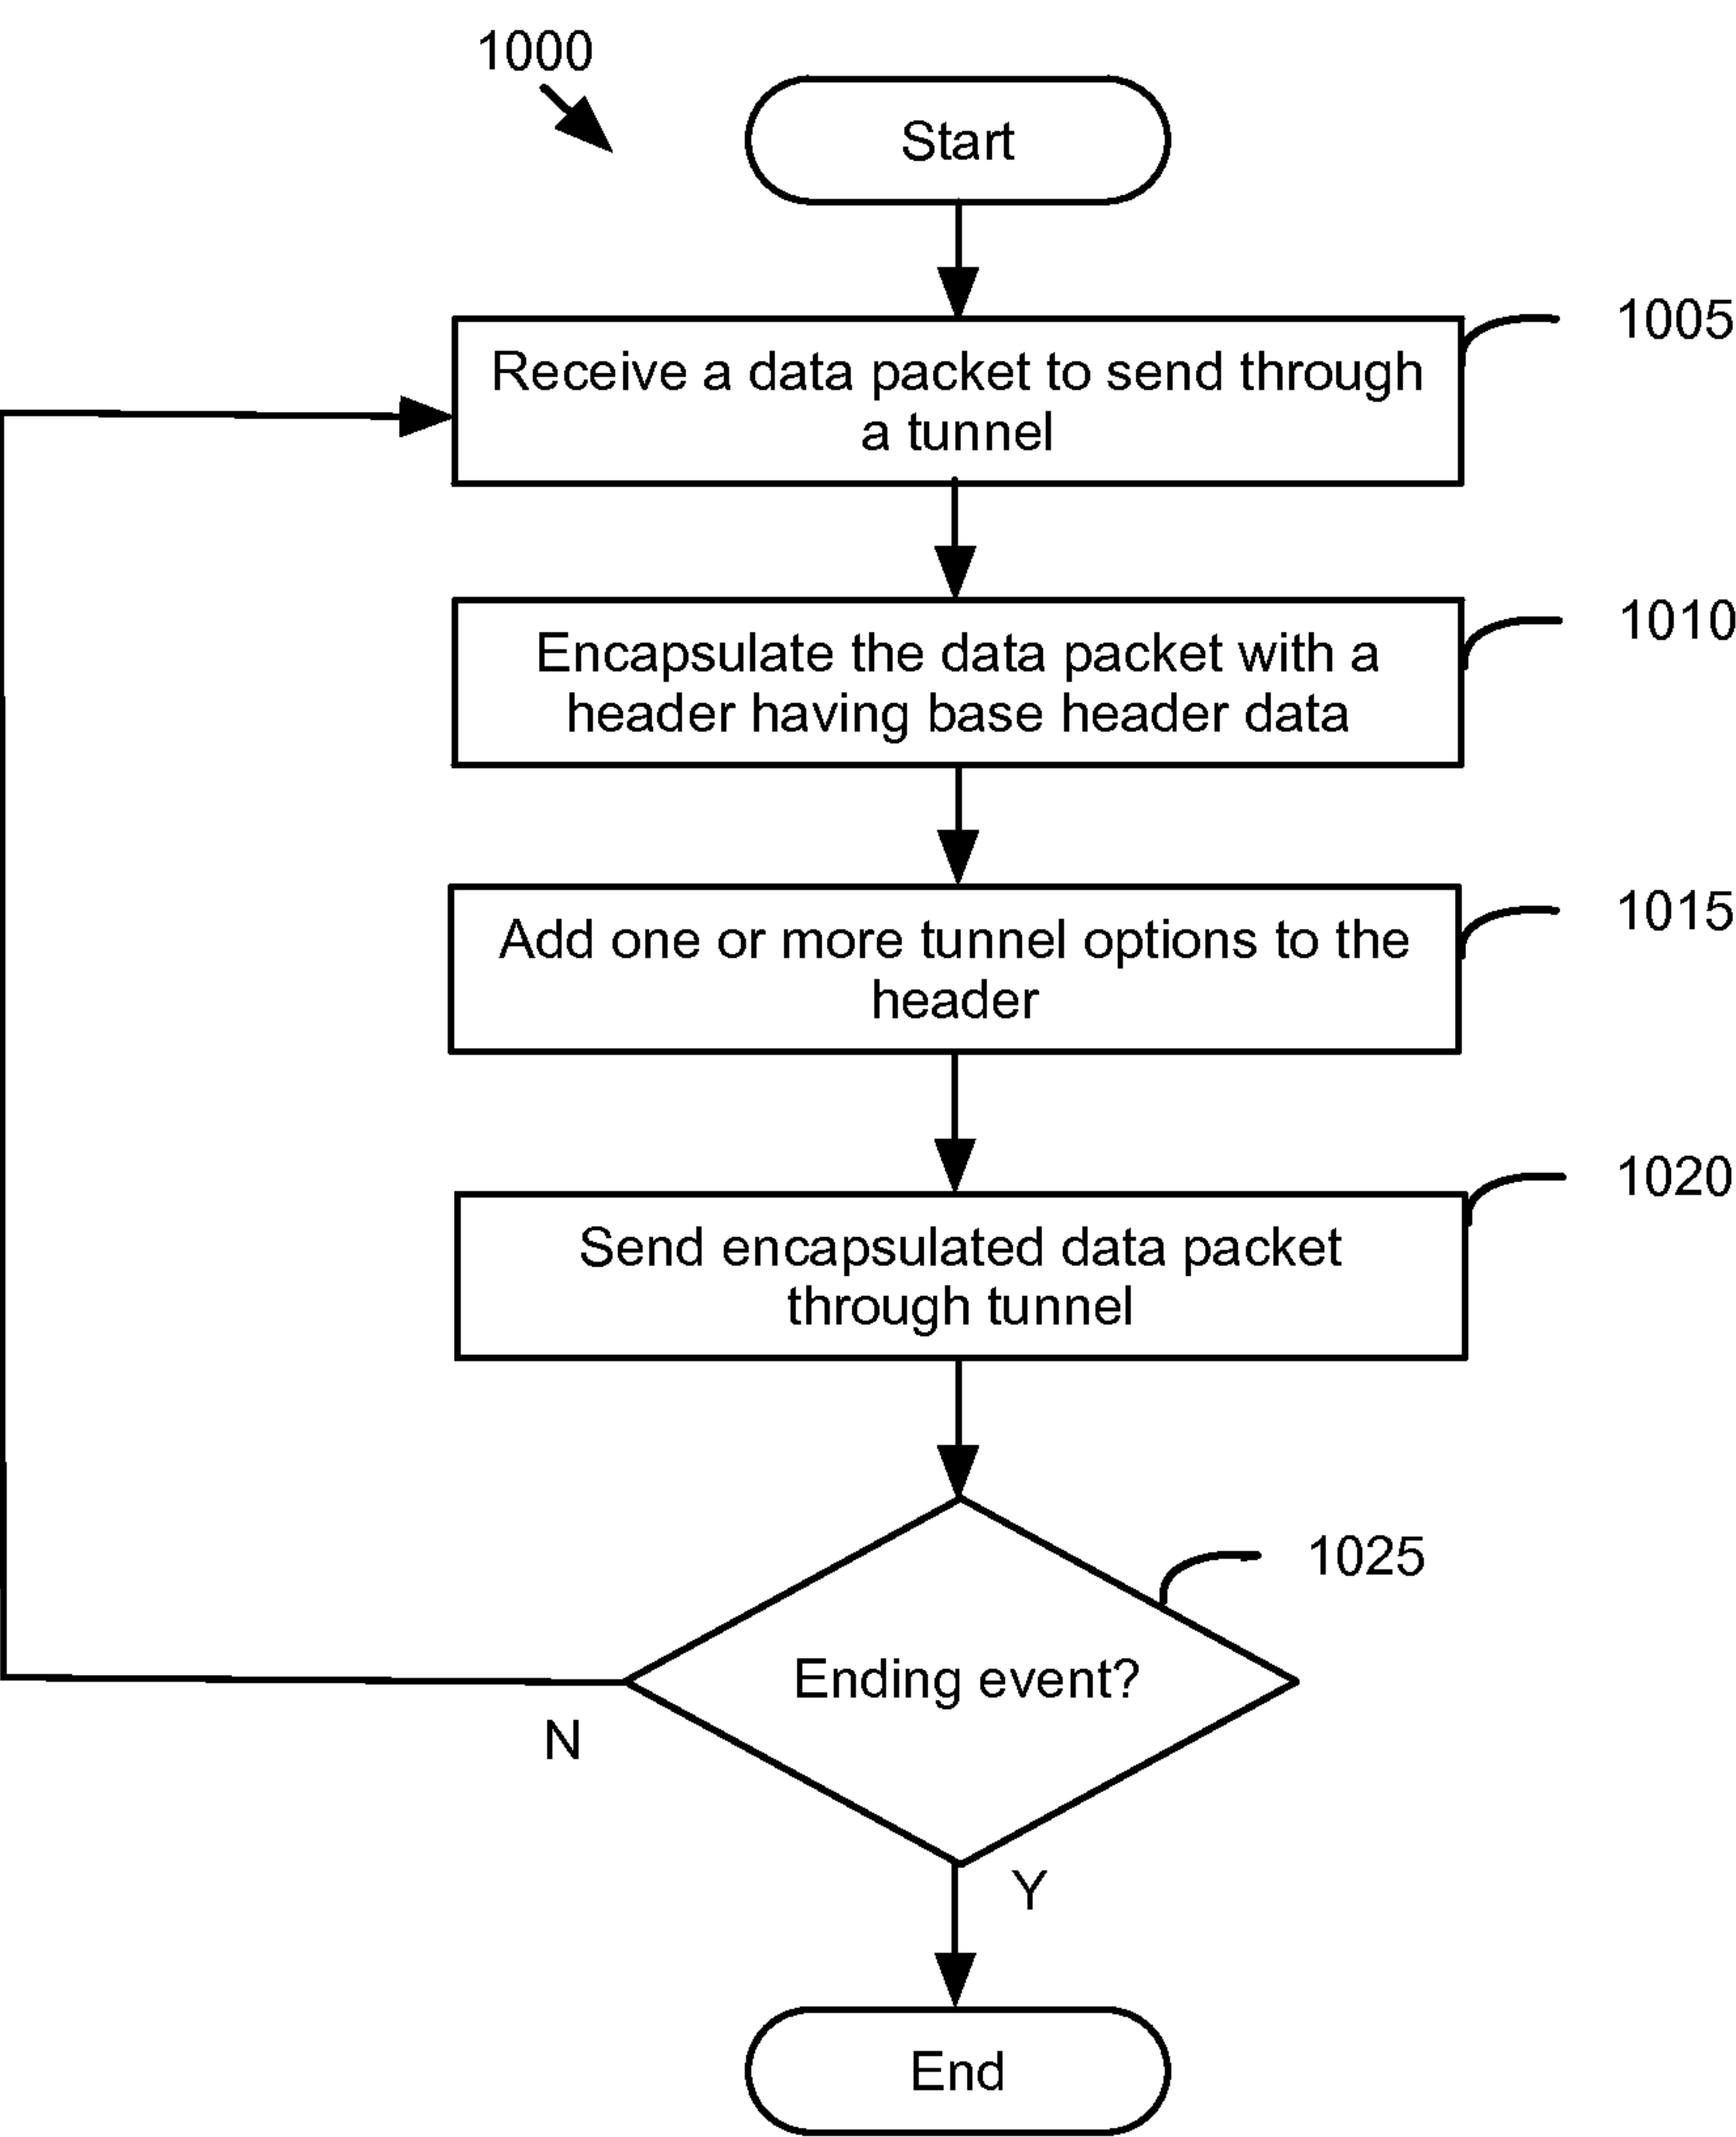 1000
Start
1005
Receive a data packet to send through
a tunnel
1010
Encapsulate the data packet with a
header having base header data
1015
Add one or more tunnel options to the
header
1020
Send encapsulated data packet
through tunnel
1025
Ending event?
N
Y
End